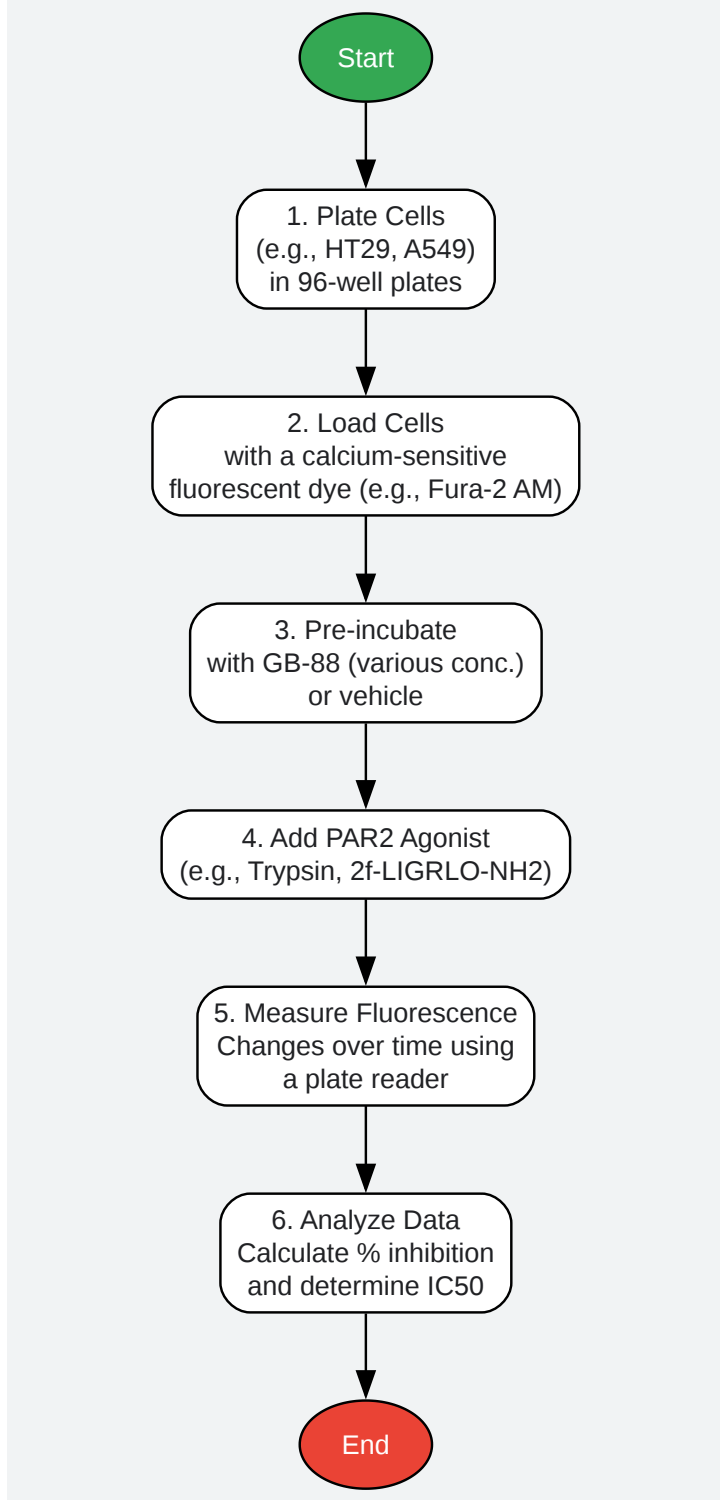 Start
1. Plate Cells
(e.g., HT29, A549)
in 96-well plates
2. Load Cells
with a calcium-sensitive
fluorescent dye (e.g., Fura-2 AM)
3. Pre-incubate
with GB-88 (various conc.)
or vehicle
4. Add PAR2 Agonist
(e.g., Trypsin, 2f-LIGRLO-NH2)
5. Measure Fluorescence
Changes over time using
a plate reader
6. Analyze Data
Calculate % inhibition
and determine IC50
End